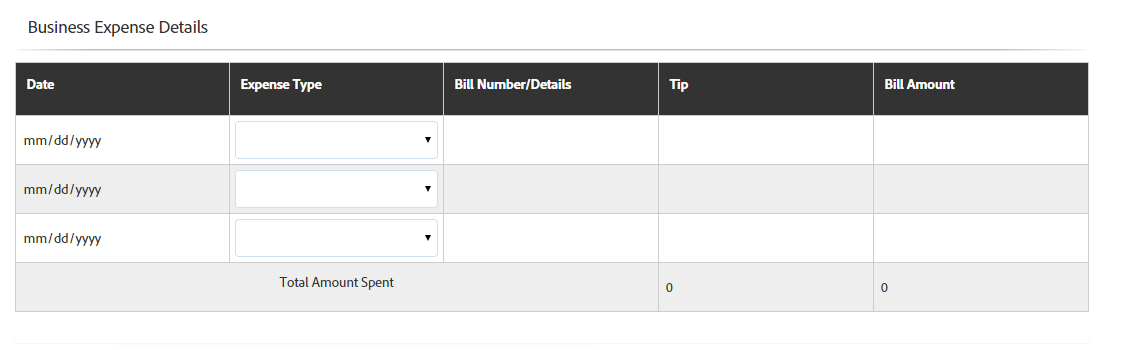 Business Expense Details
Date Expense Type Bill Number/Details Tip Bill Amount
mm/dd/yyyy
mm/dd/yyyy
mm/dd/yyyy
Total Amount Spent 0 0